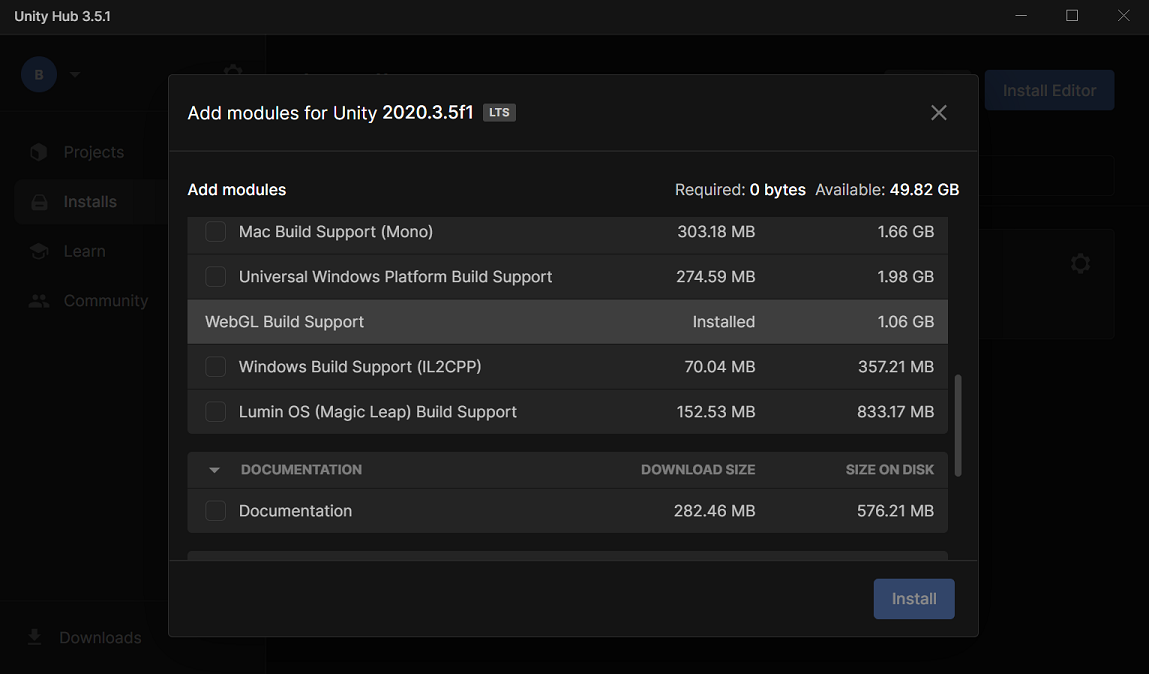 Unity Hub 3.5.1
B
Install Editor
Add modules for Unity 2020.3.5f1 LTS
Projects
Installs
Learn
Community
Add modules Required: 0 bytes Available: 49.82 GB
Mac Build Support (Mono) 303.18 MB 1.66 GB
Universal Windows Platform Build Support 274.59 MB 1.98 GB
WebGL Build Support Installed 1.06 GB
Windows Build Support (IL2CPP) 70.04 MB 357.21 MB
Lumin OS (Magic Leap) Build Support 152.53 MB 833.17 MB
DOCUMENTATION DOWNLOAD SIZE SIZE ON DISK
Documentation 282.46 MB 576.21 MB
Install
Downloads